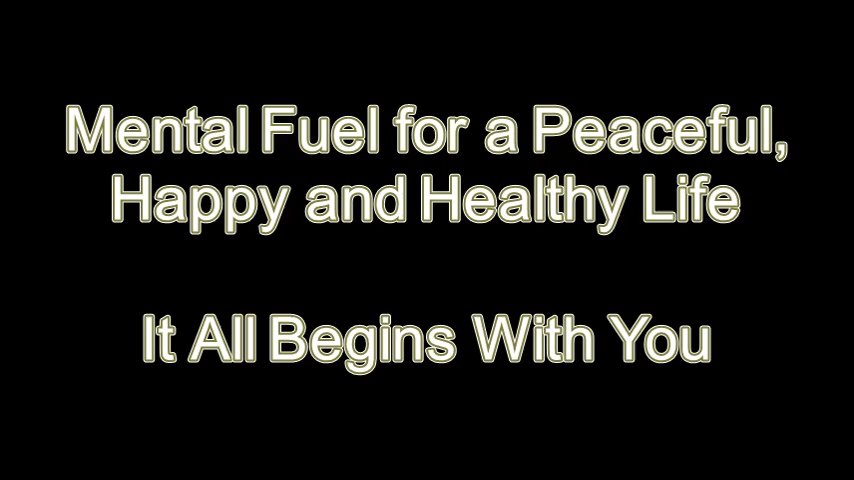 Mental Fuel for a Peaceful,
Happy and Healthy Life
It All Begins With You